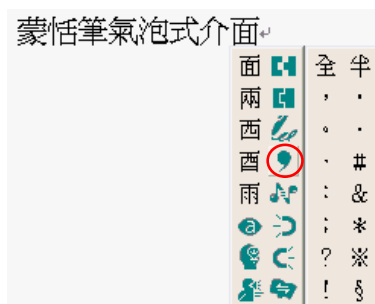 蒙恬筆氣泡式介面↵
面 全 半
兩 ， ．
西 。 ·
酉 、 #
雨 ： &
a ； *
？ ※
！ §